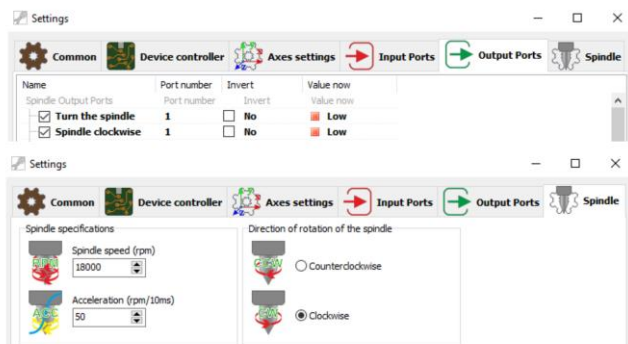 Settings
Common Device controller Axes settings Input Ports Output Ports Spindle
Name Port number Invert Value now
Spindle Output Ports Port number Invert Value now
Turn the spindle 1 No Low
Spindle clockwise 1 No Low
Settings
Common Device controller Axes settings Input Ports Output Ports Spindle
Spindle specifications Direction of rotation of the spindle
Spindle speed (rpm)
18000
Counterclockwise
Acceleration (rpm/10ms)
50
Clockwise